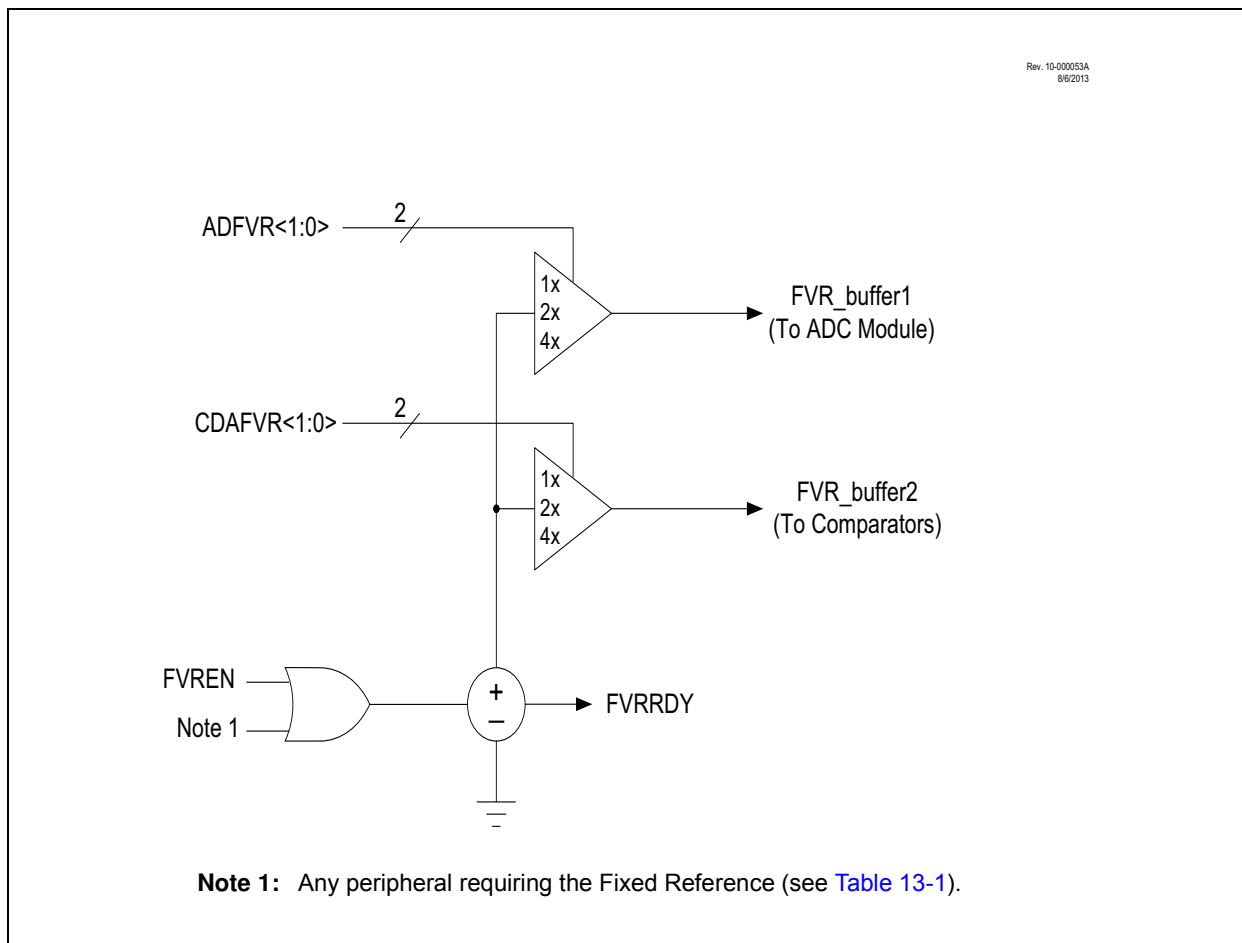 Rev. 10-000053A
8/6/2013
ADFVR<1:0>
2
1x
2x
4x
FVR_buffer1
(To ADC Module)
CDAFVR<1:0>
2
1x
2x
4x
FVR_buffer2
(To Comparators)
FVREN
Note 1
+
–
FVRRDY
Note 1: Any peripheral requiring the Fixed Reference (see Table 13-1).